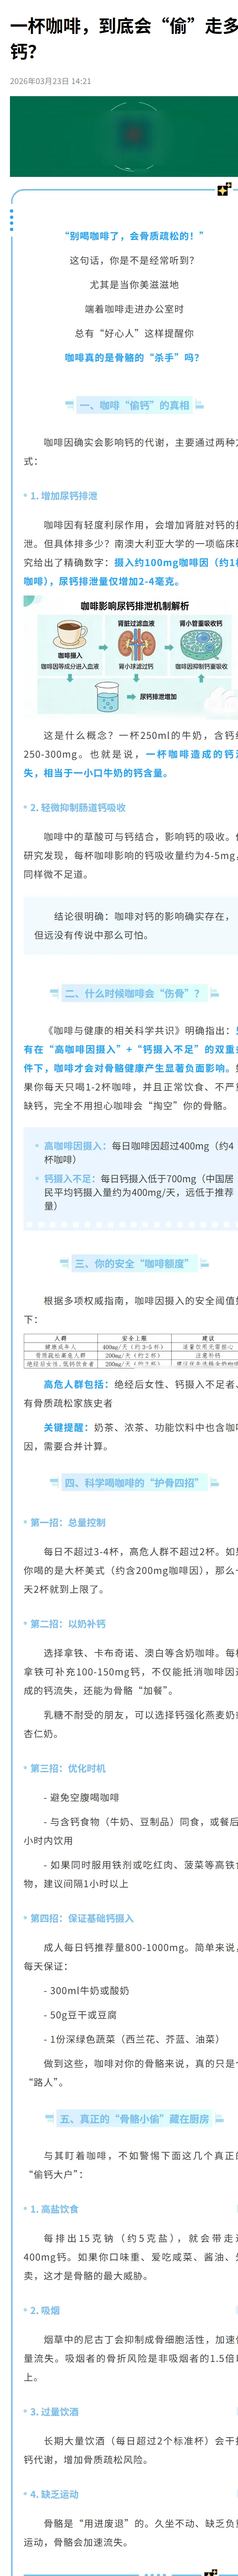 一杯咖啡，到底会“偷”走多
钙？
2026年03月23日 14:21
“别喝咖啡了，会骨质疏松的！”
这句话，你是不是经常听到？
尤其是当你美滋滋地
端着咖啡走进办公室时
总有“好心人”这样提醒你
咖啡真的是骨骼的“杀手”吗？
一、咖啡“偷钙”的真相
咖啡因确实会影响钙的代谢，主要通过两种
式：
1. 增加尿钙排泄
咖啡因有轻度利尿作用，会增加肾脏对钙的
泄。但具体排多少？南澳大利亚大学的一项临床
究给出了精确数字：摄入约100mg咖啡因（约1
咖啡），尿钙排泄量仅增加2-4毫克。
咖啡影响尿钙排泄机制解析
肾脏过滤血液
肾小管重吸收钙
咖啡摄入
咖啡因等成分进入血液
肾小球滤过钙
咖啡因抑制钙重吸收
尿钙排泄增加
这是什么概念？一杯250ml的牛奶，含钙
250-300mg。也就是说，一杯咖啡造成的钙
失，相当于一小口牛奶的钙含量。
2. 轻微抑制肠道钙吸收
咖啡中的草酸可与钙结合，影响钙的吸收。
研究发现，每杯咖啡影响的钙吸收量约为4-5mg，
同样微不足道。
结论很明确：咖啡对钙的影响确实存在，
但远没有传说中那么可怕。
二、什么时候咖啡会“伤骨”？
《咖啡与健康的相关科学共识》明确指出：
有在“高咖啡因摄入”+“钙摄入不足”的双重
件下，咖啡才会对骨骼健康产生显著负面影响。
果你每天只喝1-2杯咖啡，并且正常饮食、不严
缺钙，完全不用担心咖啡会“掏空”你的骨骼。
高咖啡因摄入：每日咖啡因超过400mg（约4
杯咖啡）
钙摄入不足：每日钙摄入低于700mg（中国居
民平均钙摄入量约为400mg/天，远低于推荐
量）
三、你的安全“咖啡额度”
根据多项权威指南，咖啡因摄入的安全阈值
下：
人群 安全上限 建议
健康成年人 400mg/天（约3-5杯） 适量饮用无需担心
骨质疏松高危人群 200mg/天（约2杯） 注意补钙
绝经后女性、低钙饮食者 200mg/天（约2杯） 建议优先选择含奶咖啡
高危人群包括：绝经后女性、钙摄入不足者、
有骨质疏松家族史者
关键提醒：奶茶、浓茶、功能饮料中也含咖
因，需要合并计算。
四、科学喝咖啡的“护骨四招”
第一招：总量控制
每日不超过3-4杯，高危人群不超过2杯。如
你喝的是大杯美式（约含200mg咖啡因），那么一
天2杯就到上限了。
第二招：以奶补钙
选择拿铁、卡布奇诺、澳白等含奶咖啡。每
拿铁可补充100-150mg钙，不仅能抵消咖啡因
成的钙流失，还能为骨骼“加餐”。
乳糖不耐受的朋友，可以选择钙强化燕麦奶
杏仁奶。
第三招：优化时机
- 避免空腹喝咖啡
- 与含钙食物（牛奶、豆制品）同食，或餐后
小时内饮用
- 如果同时服用铁剂或吃红肉、菠菜等高铁
物，建议间隔1小时以上
第四招：保证基础钙摄入
成人每日钙推荐量800-1000mg。简单来说，
每天保证：
- 300ml牛奶或酸奶
- 50g豆干或豆腐
- 1份深绿色蔬菜（西兰花、芥蓝、油菜）
做到这些，咖啡对你的骨骼来说，真的只是
“路人”。
五、真正的“骨骼小偷”藏在厨房
与其盯着咖啡，不如警惕下面这几个真正
“偷钙大户”：
1. 高盐饮食
每排出15克钠（约5克盐），就会带走
400mg钙。如果你口味重、爱吃咸菜、酱油、
卖，这才是骨骼的最大威胁。
2. 吸烟
烟草中的尼古丁会抑制成骨细胞活性，加速
量流失。吸烟者的骨折风险是非吸烟者的1.5倍
上。
3. 过量饮酒
长期大量饮酒（每日超过2个标准杯）会干
钙代谢，增加骨质疏松风险。
4. 缺乏运动
骨骼是“用进废退”的。久坐不动、缺乏负
运动，骨骼会加速流失。